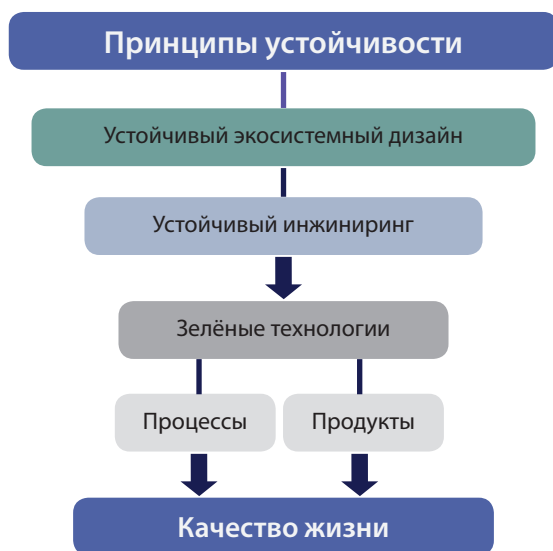 Принципы устойчивости
Устойчивый экосистемный дизайн
Устойчивый инжиниринг
Зелёные технологии
Процессы Продукты
Качество жизни